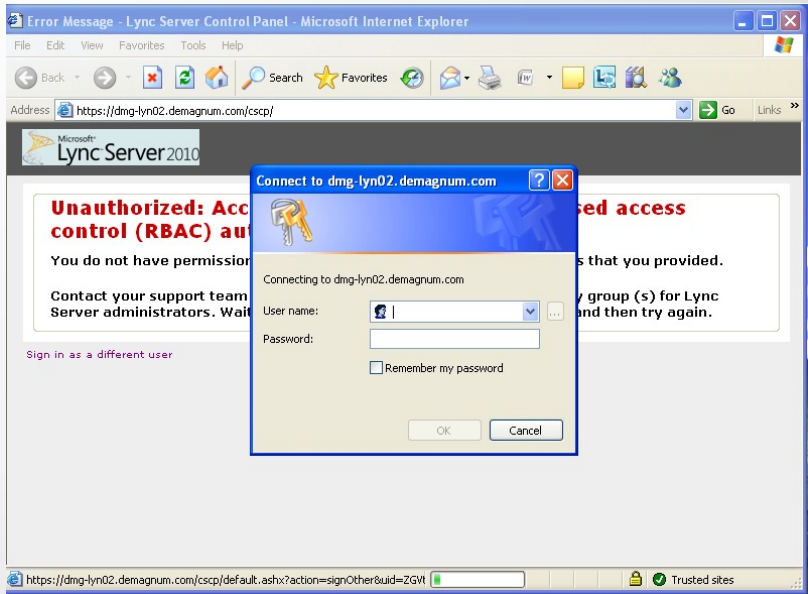 Error Message - Lync Server Control Panel - Microsoft Internet Explorer
File Edit View Favorites Tools Help
Back Search Favorites
Address https://dmg-lyn02.demagnum.com/cscp/ Go Links »
Microsoft
Lync Server 2010
Connect to dmg-lyn02.demagnum.com
Unauthorized: sed access
control (RBAC)
You do not have s that you provided.
Connecting to dmg-lyn02.demagnum.com
Contact your support team group (s) for Lync
Server administrators. and then try again.
User name:
Password:
Sign in as a different user
Remember my password
OK Cancel
https://dmg-lyn02.demagnum.com/cscp/default.ashx?action=signOther&uid=ZGV Trusted sites